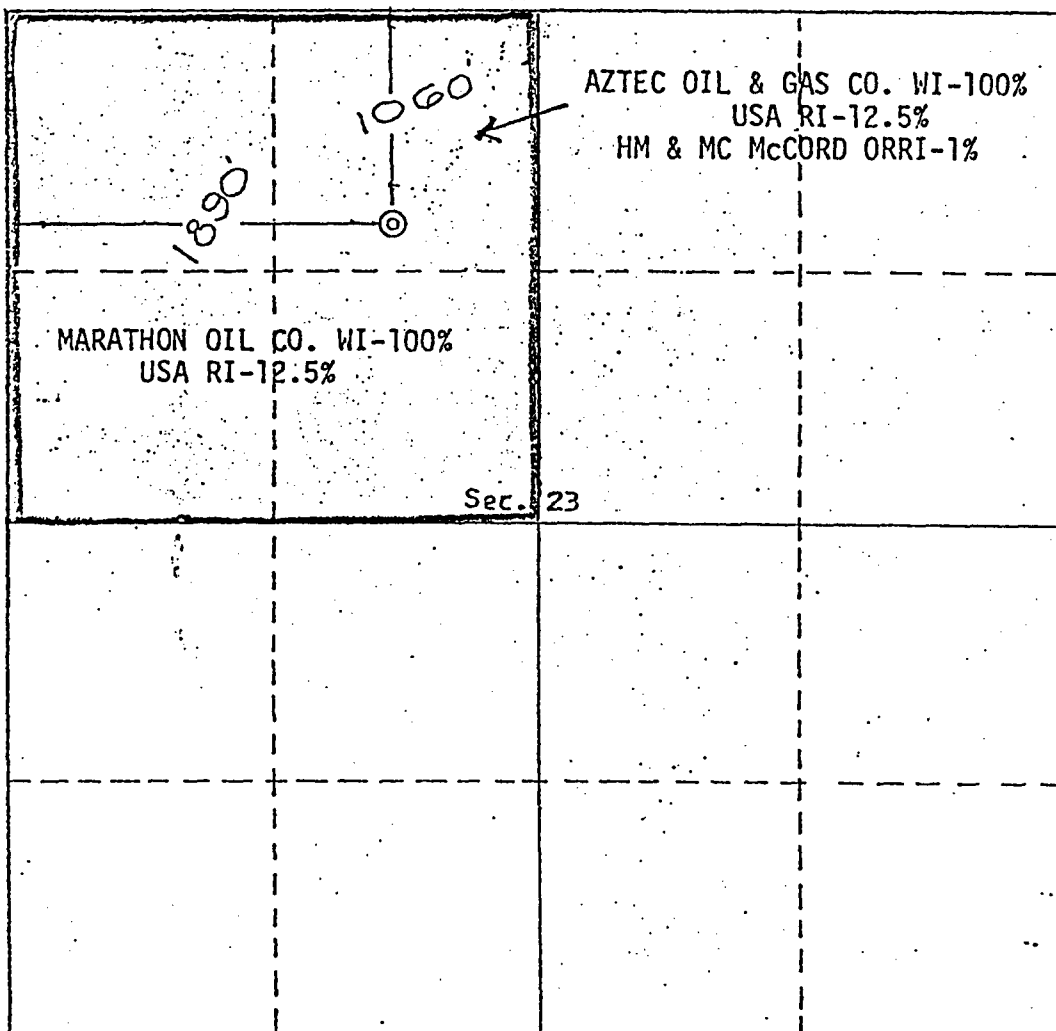 1060'
AZTEC OIL & GAS CO. WI-100%
USA RI-12.5%
HM & MC McCORD ORRI-1%
1890'
MARATHON OIL CO. WI-100%
USA RI-12.5%
Sec. 23